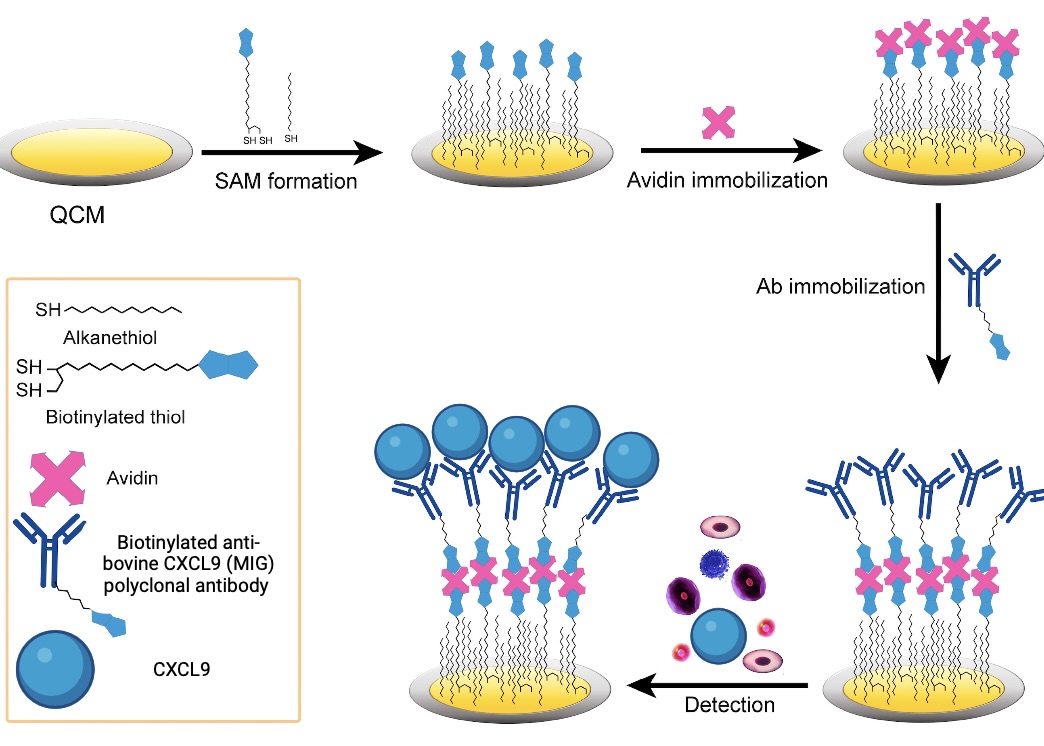 SH SH
SH
SAM formation
Avidin immobilization
QCM
Ab immobilization
SH
Alkanethiol
SH
SH
Biotinylated thiol
Avidin
Biotinylated anti-
bovine CXCL9 (MIG)
polyclonal antibody
CXCL9
Detection